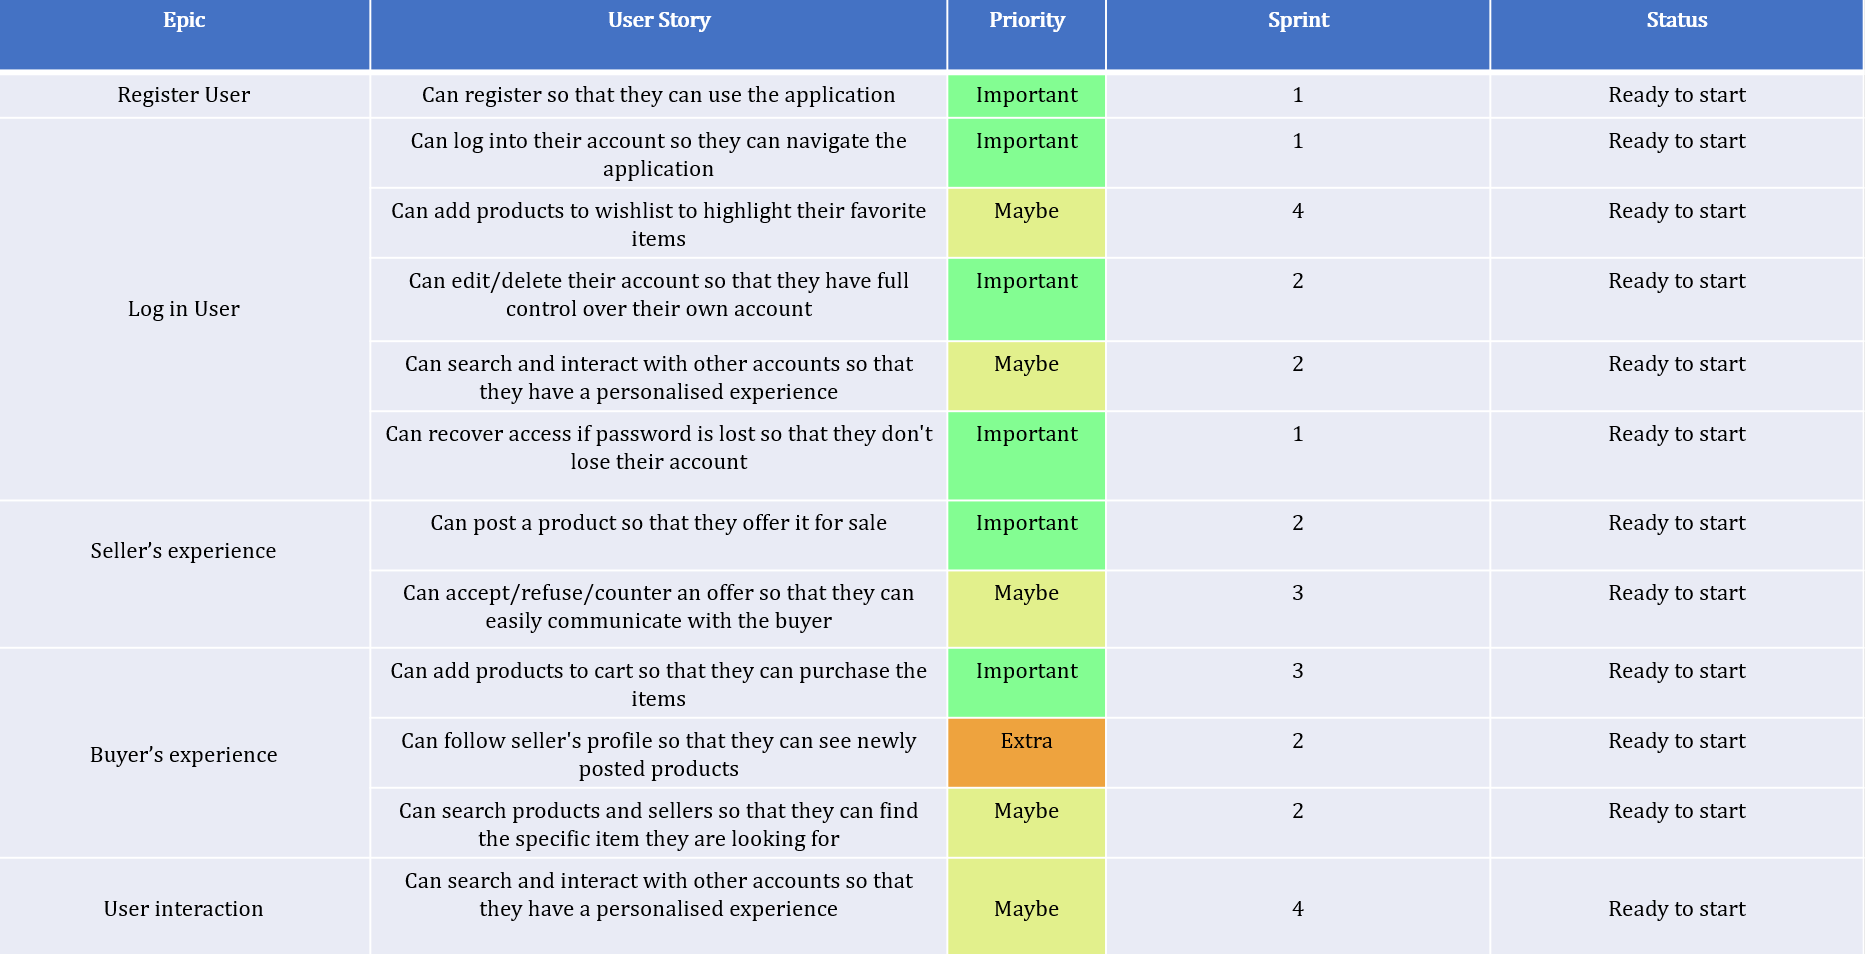 Epic User Story Priority Sprint Status
Register User Can register so that they can use the application Important 1 Ready to start
Log in User
Can log into their account so they can navigate the Important 1 Ready to start
application
Can add products to wishlist to highlight their favorite Maybe 4 Ready to start
items
Can edit/delete their account so that they have full Important 2 Ready to start
control over their own account
Can search and interact with other accounts so that Maybe 2 Ready to start
they have a personalised experience
Can recover access if password is lost so that they don't Important 1 Ready to start
lose their account
Seller’s experience
Can post a product so that they offer it for sale Important 2 Ready to start
Can accept/refuse/counter an offer so that they can Maybe 3 Ready to start
easily communicate with the buyer
Buyer’s experience
Can add products to cart so that they can purchase the Important 3 Ready to start
items
Can follow seller's profile so that they can see newly Extra 2 Ready to start
posted products
Can search products and sellers so that they can find Maybe 2 Ready to start
the specific item they are looking for
User interaction
Can search and interact with other accounts so that
they have a personalised experience Maybe 4 Ready to start